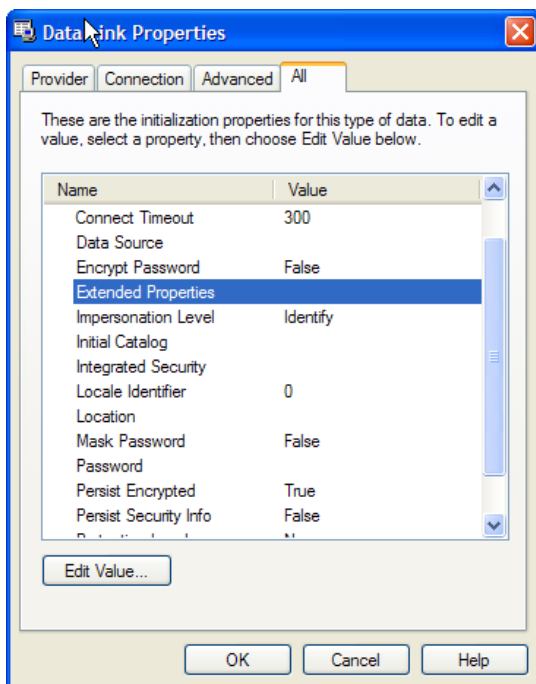 Data Link Properties
Provider Connection Advanced All
These are the initialization properties for this type of data. To edit a
value, select a property, then choose Edit Value below.
Name Value
Connect Timeout 300
Data Source
Encrypt Password False
Extended Properties
Impersonation Level Identify
Initial Catalog
Integrated Security
Locale Identifier 0
Location
Mask Password False
Password
Persist Encrypted True
Persist Security Info False
Edit Value...
OK Cancel Help